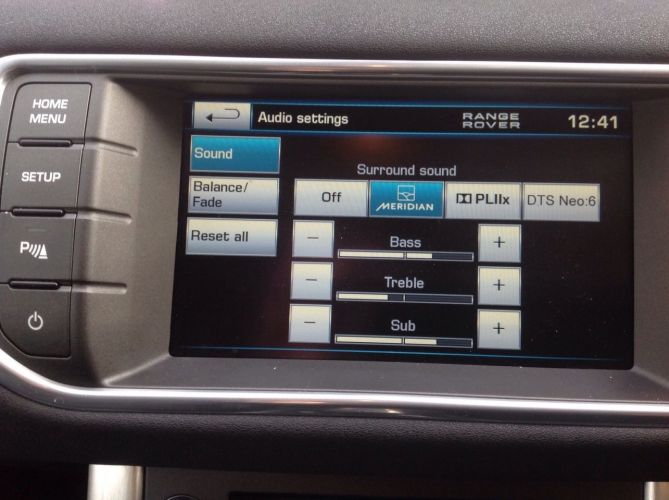 HOME
MENU
SETUP
P
Audio settings
RANGE
ROVER
12:41
Sound
Balance/
Fade
Reset all
Surround sound
Off
MERIDIAN
PLIIx
DTS Neo:6
− Bass +
− Treble +
− Sub +